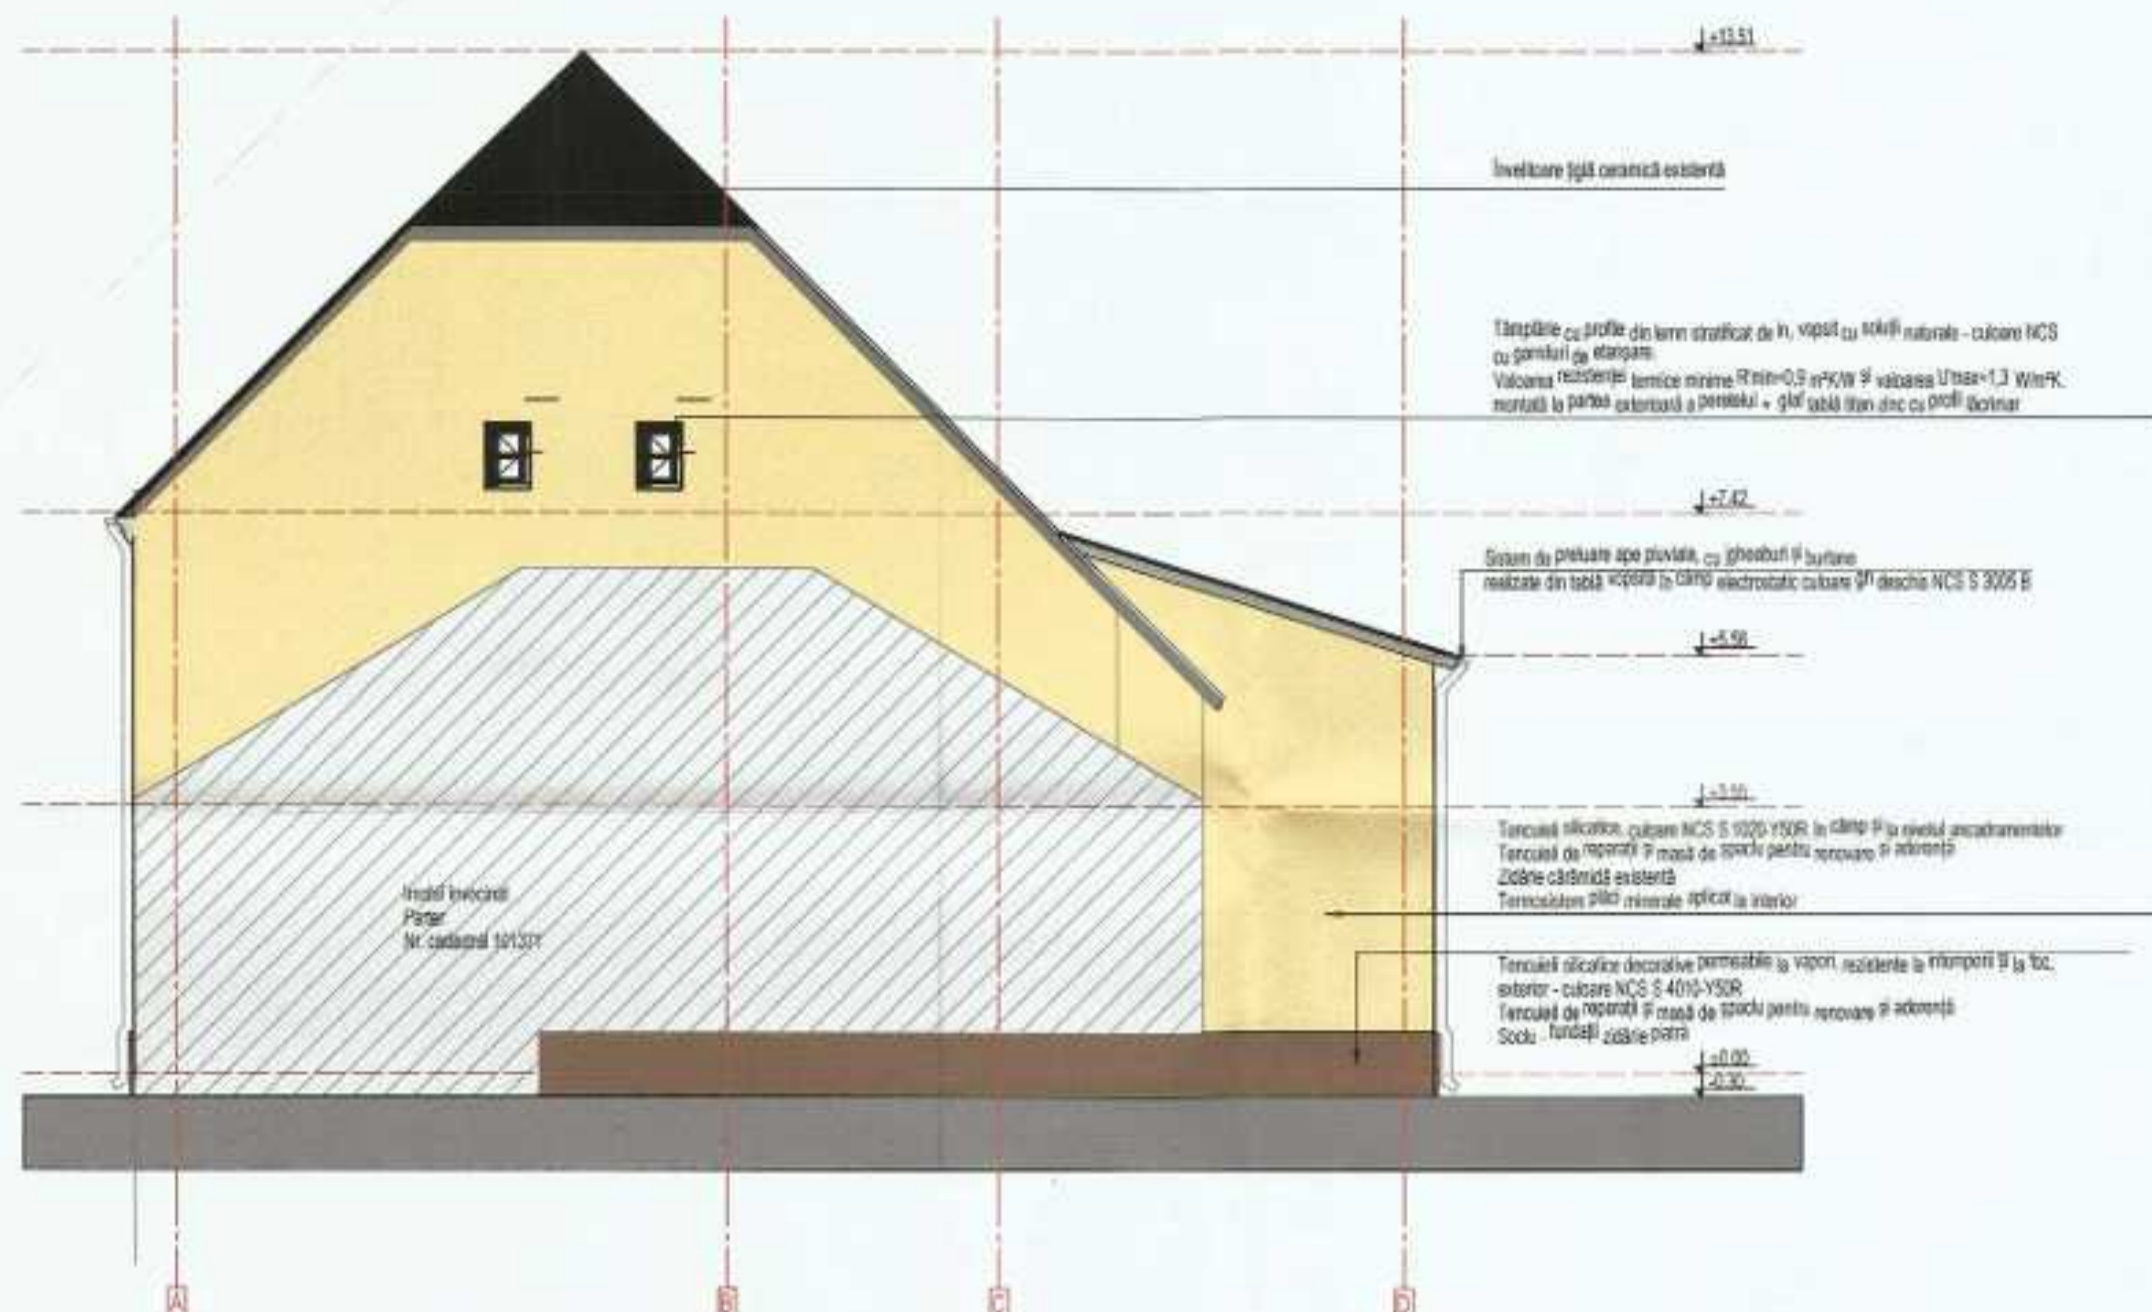 +13.51
Învelitoare țiglă ceramică existentă
Tâmplărie cu profile din lemn stratificat de in, vopsit cu soluții naturale - culoare NCS
cu garnituri de etanșare.
Valoarea rezistenței termice minime R'min=0,9 m²K/W și valoarea U'max=1,3 W/m²K.
montată la partea exterioară a peretelui + glaf tablă titan zinc cu profil lăcrimar
+7.42
Sistem de preluare ape pluviale, cu jgheaburi și burlane
realizate din tablă vopsită în câmp electrostatic culoare gri deschis NCS S 3005 B
+5.56
Tencuieli silicatice, culoare NCS S 1020-Y50R în câmp și la nivelul ancadramentelor
Tencuieli de reparații și masă de șpaclu pentru renovare și aderență
Zidărie cărămidă existentă
Termosistem plăci minerale aplicat la interior
Imobil învecinat
Parter
Nr. cadastral
Tencuieli silicatice decorative permeabile la vapori, rezistente la intemperii și la foc,
exterior - culoare NCS S 4010-Y50R
Tencuieli de reparații și masă de șpaclu pentru renovare și aderență
Soclu - fundații zidărie piatră
±0.00
-0.30
A
B
C
D